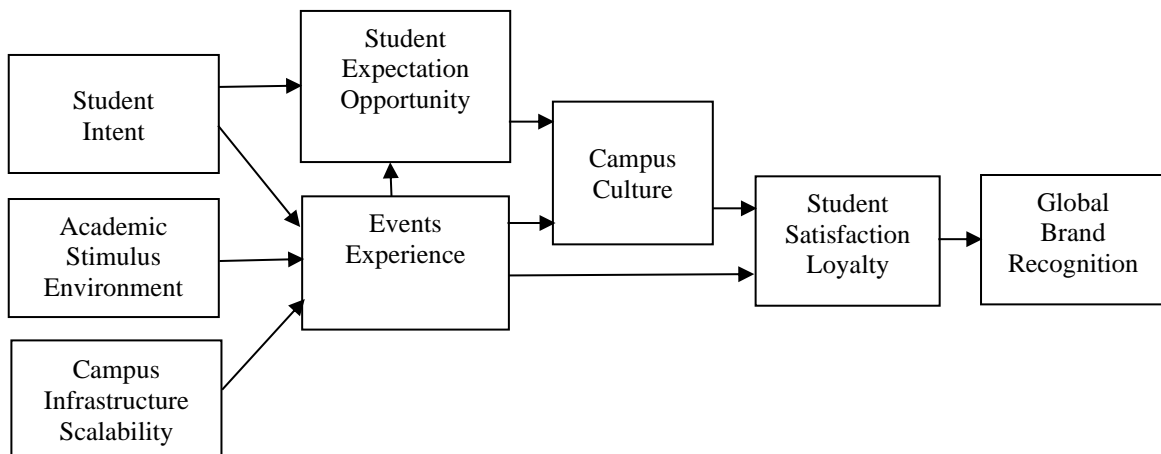 Student
Intent
Academic
Stimulus
Environment
Campus
Infrastructure
Scalability
Student
Expectation
Opportunity
Events
Experience
Campus
Culture
Student
Satisfaction
Loyalty
Global
Brand
Recognition